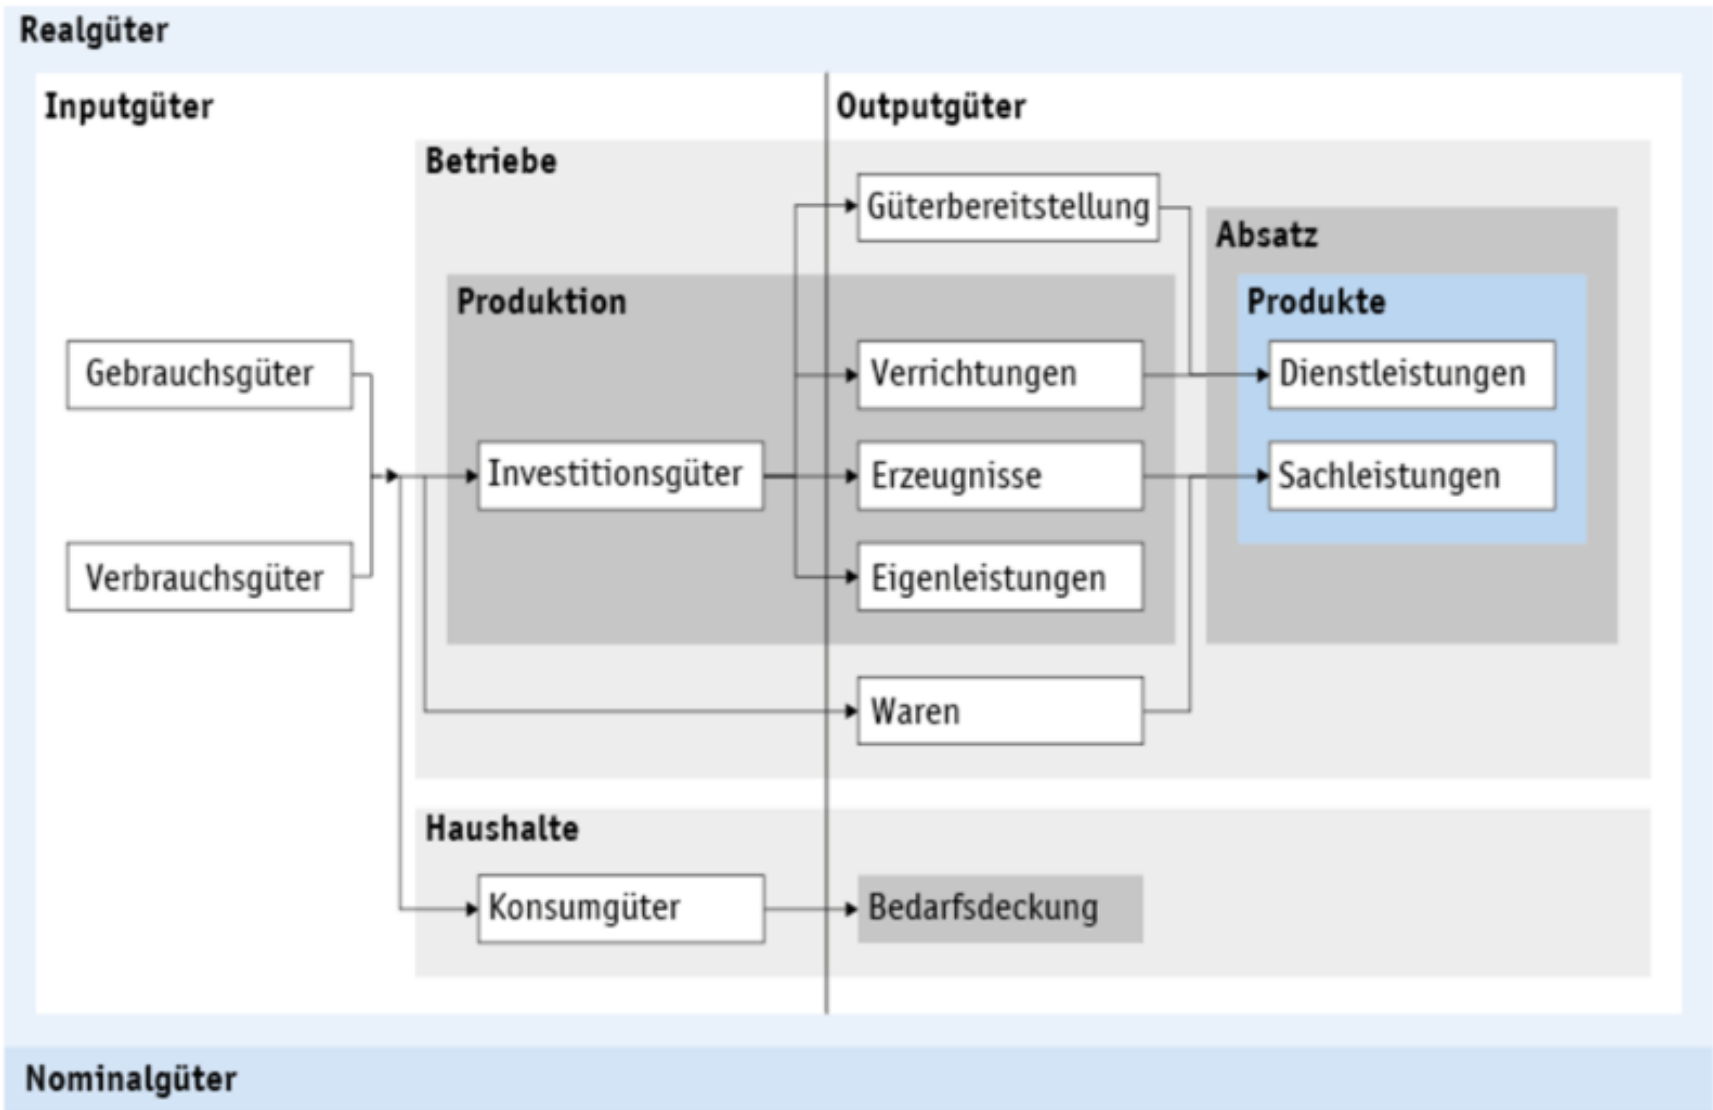 Realgüter
Inputgüter
Outputgüter
Betriebe
Güterbereitstellung
Absatz
Produktion
Produkte
Gebrauchsgüter
Verrichtungen
Dienstleistungen
Investitionsgüter
Erzeugnisse
Sachleistungen
Verbrauchsgüter
Eigenleistungen
Waren
Haushalte
Konsumgüter
Bedarfsdeckung
Nominalgüter